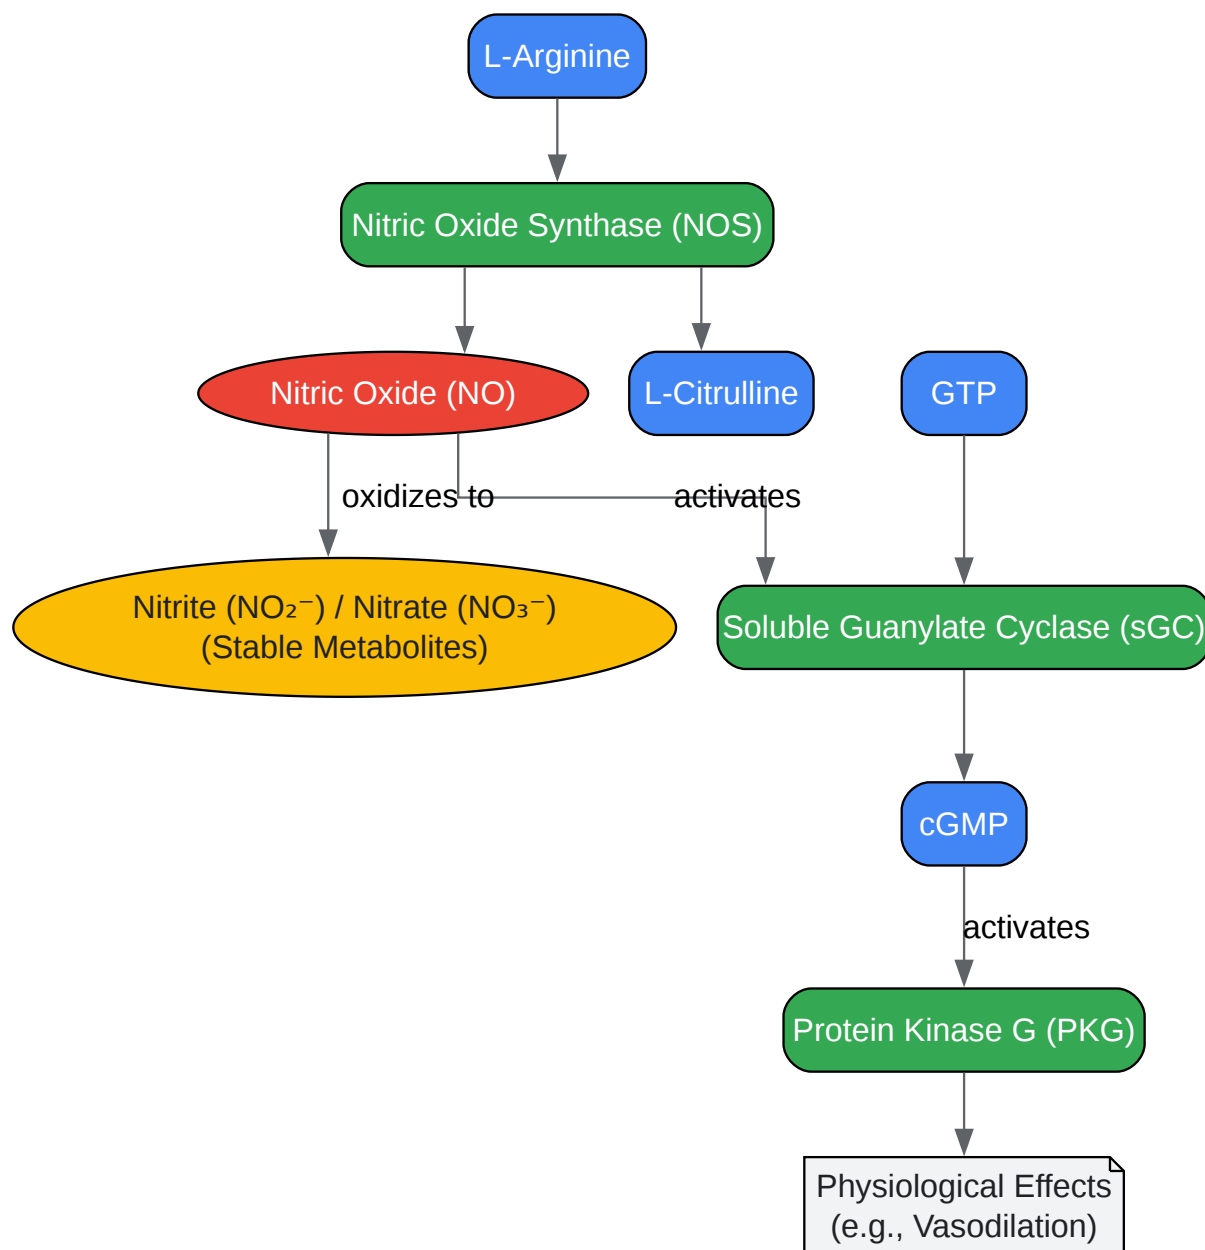 L-Arginine
Nitric Oxide Synthase (NOS)
Nitric Oxide (NO)
L-Citrulline
GTP
oxidizes to
activates
Nitrite (NO₂⁻) / Nitrate (NO₃⁻)
(Stable Metabolites)
Soluble Guanylate Cyclase (sGC)
cGMP
activates
Protein Kinase G (PKG)
Physiological Effects
(e.g., Vasodilation)